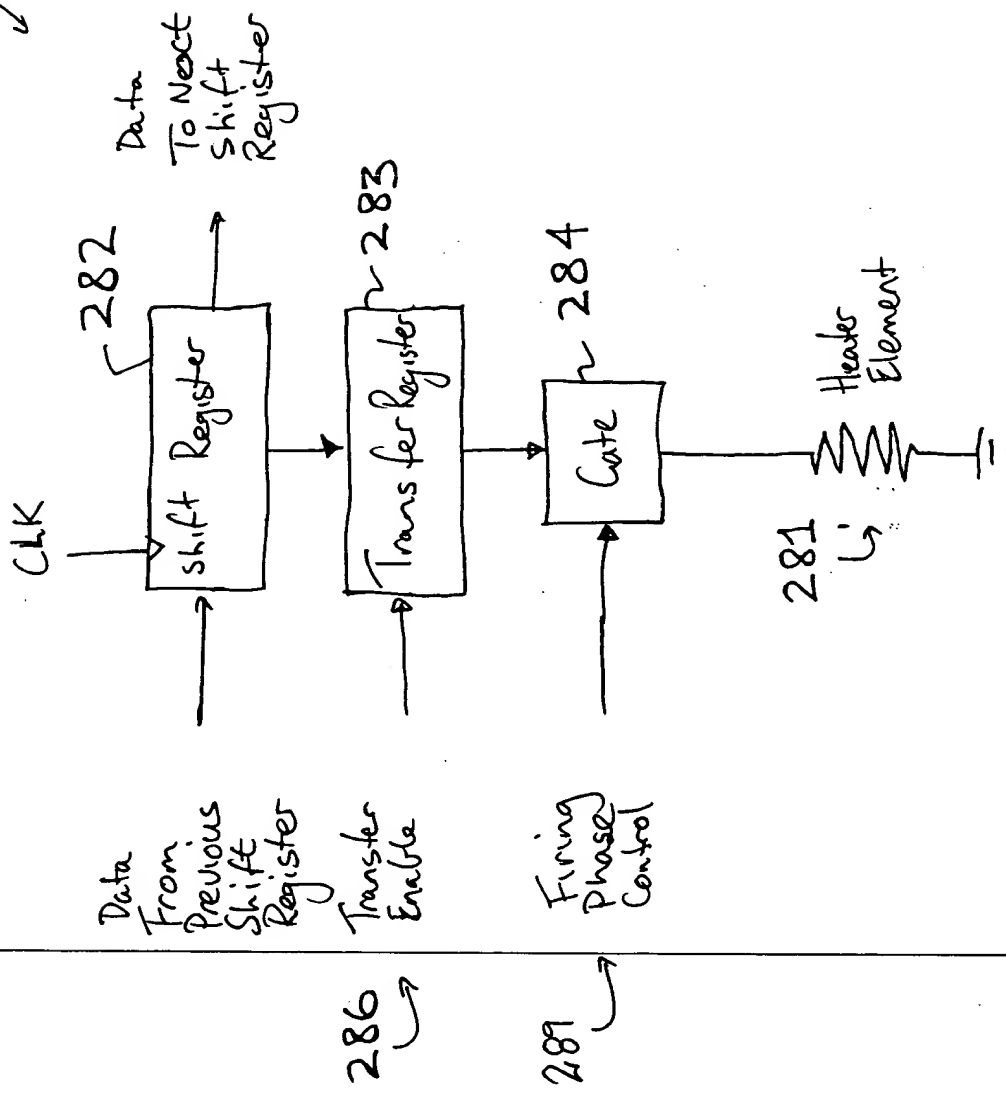 CLK
282
Data
To Next
Shift
Register
Shift Register
Data
From
Previous
Shift
Register
283
Transfer Register
286
Transfer
Enable
284
Gate
289
Firing
Phase
Control
281
Heater
Element